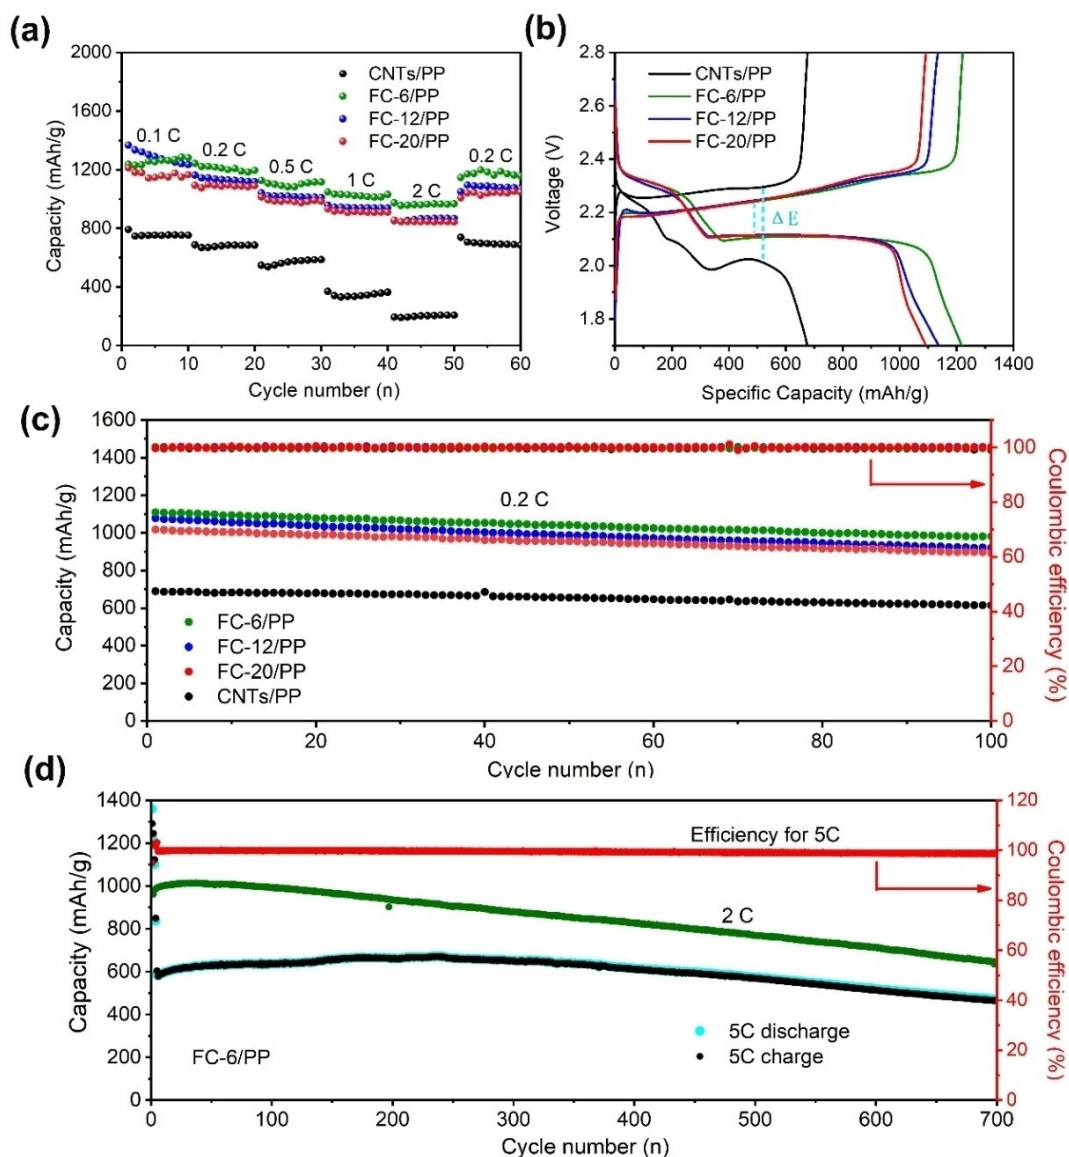 (a)
2000
1600
1200
800
400
0
Capacity (mAh/g)
CNTs/PP
FC-6/PP
FC-12/PP
FC-20/PP
0.1 C
0.2 C
0.5 C
1 C
2 C
0.2 C
0 10 20 30 40 50 60
Cycle number (n)
(b)
2.8
2.6
2.4
2.2
2.0
1.8
Voltage (V)
CNTs/PP
FC-6/PP
FC-12/PP
FC-20/PP
Δ E
0 200 400 600 800 1000 1200 1400
Specific Capacity (mAh/g)
(c)
1600
1400
1200
1000
800
600
400
200
0
Capacity (mAh/g)
0.2 C
FC-6/PP
FC-12/PP
FC-20/PP
CNTs/PP
100
80
60
40
20
0
Coulombic efficiency (%)
0 20 40 60 80 100
Cycle number (n)
(d)
1400
1200
1000
800
600
400
200
0
Capacity (mAh/g)
Efficiency for 5C
2 C
5C discharge
5C charge
FC-6/PP
120
100
80
60
40
20
0
Coulombic efficiency (%)
0 100 200 300 400 500 600 700
Cycle number (n)